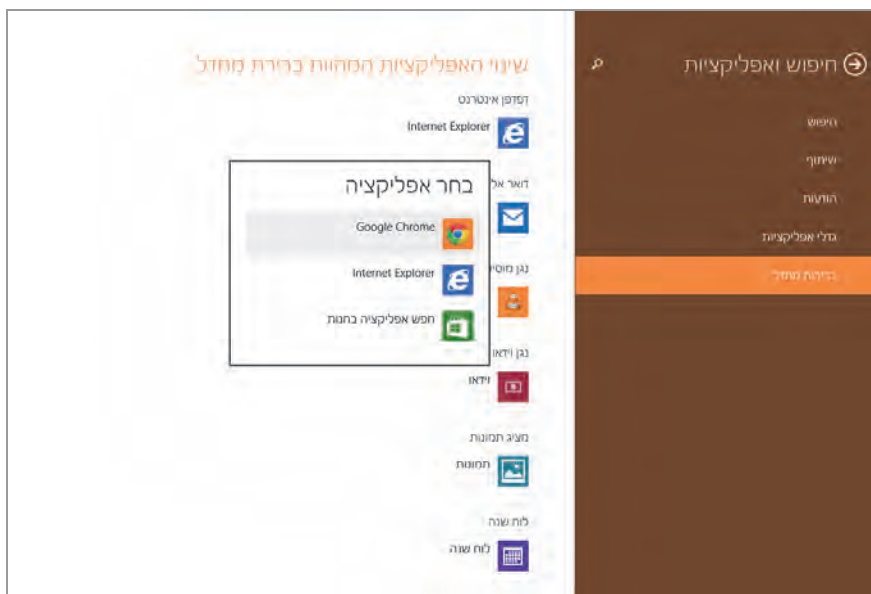 חיפוש ואפליקציות
חיפוש
שיתוף
הודעות
גדלי אפליקציות
ברירות מחדל
שינוי האפליקציות המהוות ברירת מחדל
דפדפן אינטרנט
Internet Explorer
דואר אל
נגן מוסי
נגן וידאו
וידאו
מציג תמונות
תמונות
לוח שנה
לוח שנה
בחר אפליקציה
Google Chrome
Internet Explorer
חפש אפליקציה בחנות